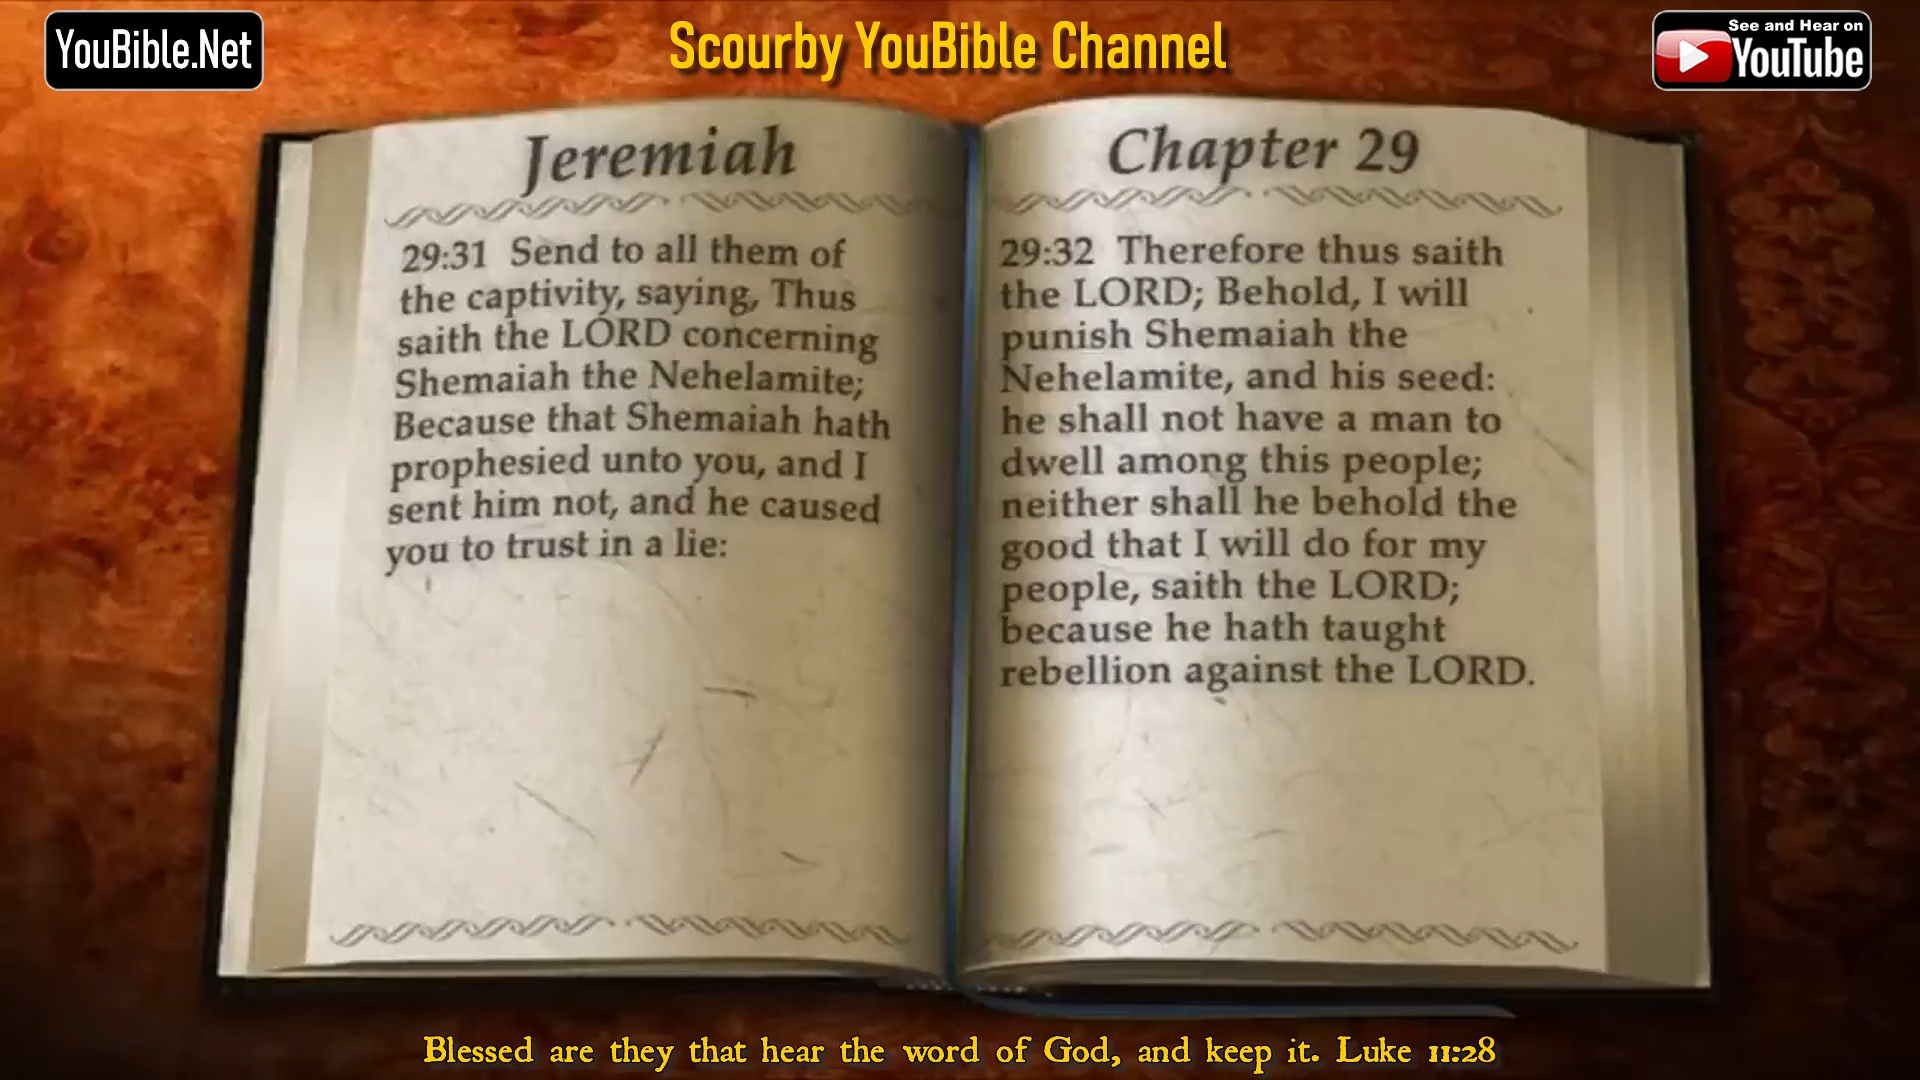 YouBible.Net
Scourby YouBible Channel
See and Hear on
YouTube
Jeremiah
29:31 Send to all them of
the captivity, saying, Thus
saith the LORD concerning
Shemaiah the Nehelamite;
Because that Shemaiah hath
prophesied unto you, and I
sent him not, and he caused
you to trust in a lie:
Chapter 29
29:32 Therefore thus saith
the LORD; Behold, I will
punish Shemaiah the
Nehelamite, and his seed:
he shall not have a man to
dwell among this people;
neither shall he behold the
good that I will do for my
people, saith the LORD;
because he hath taught
rebellion against the LORD.
Blessed are they that hear the word of God, and keep it. Luke 11:28